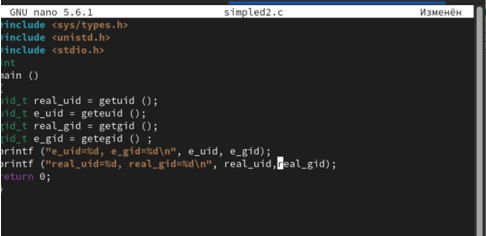 GNU nano 5.6.1 simpled2.c Изменён
#include <sys/types.h>
#include <unistd.h>
#include <stdio.h>
int
main ()
{
uid_t real_uid = getuid ();
uid_t e_uid = geteuid ();
gid_t real_gid = getgid ();
gid_t e_gid = getegid () ;
printf ("e_uid=%d, e_gid=%d\n", e_uid, e_gid);
printf ("real_uid=%d, real_gid=%d\n", real_uid,real_gid);
return 0;
}